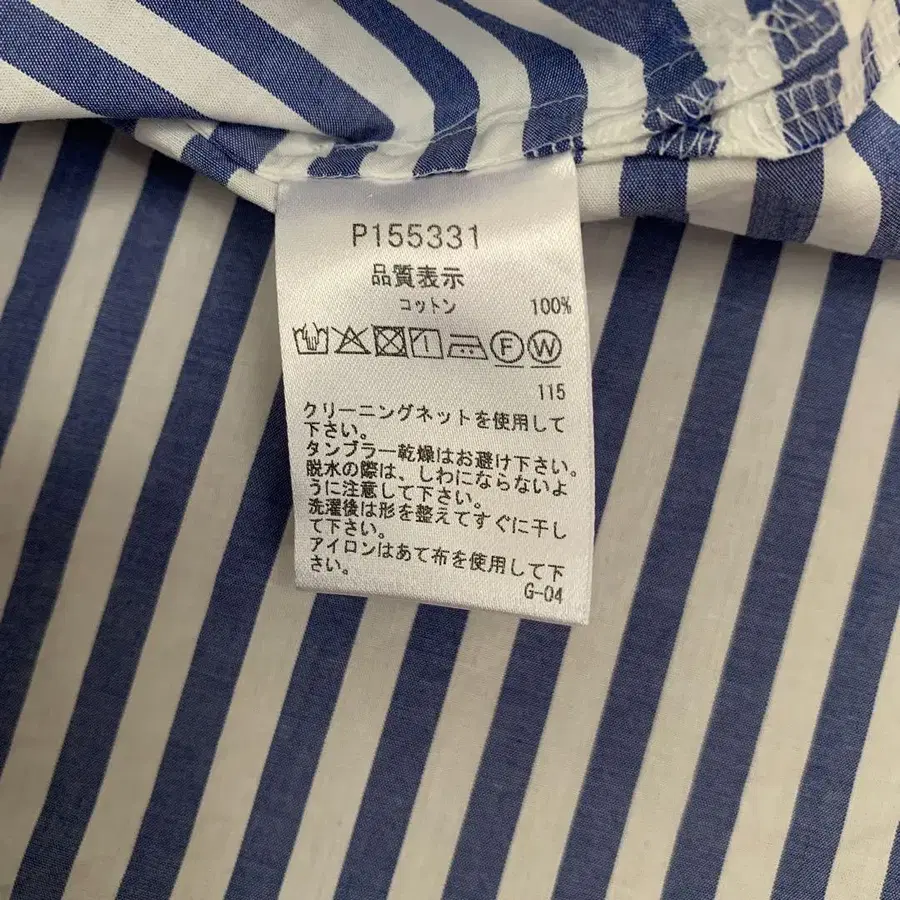 P155331
品質表示
コットン 100%
F W
115
クリーニングネットを使用して
下さい。
タンブラー乾燥はお避け下さい。
脱水の際は、しわにならないよ
うに注意して下さい。
洗濯後は形を整えてすぐに干し
て下さい。
アイロンはあて布を使用して下
さい。
G-04